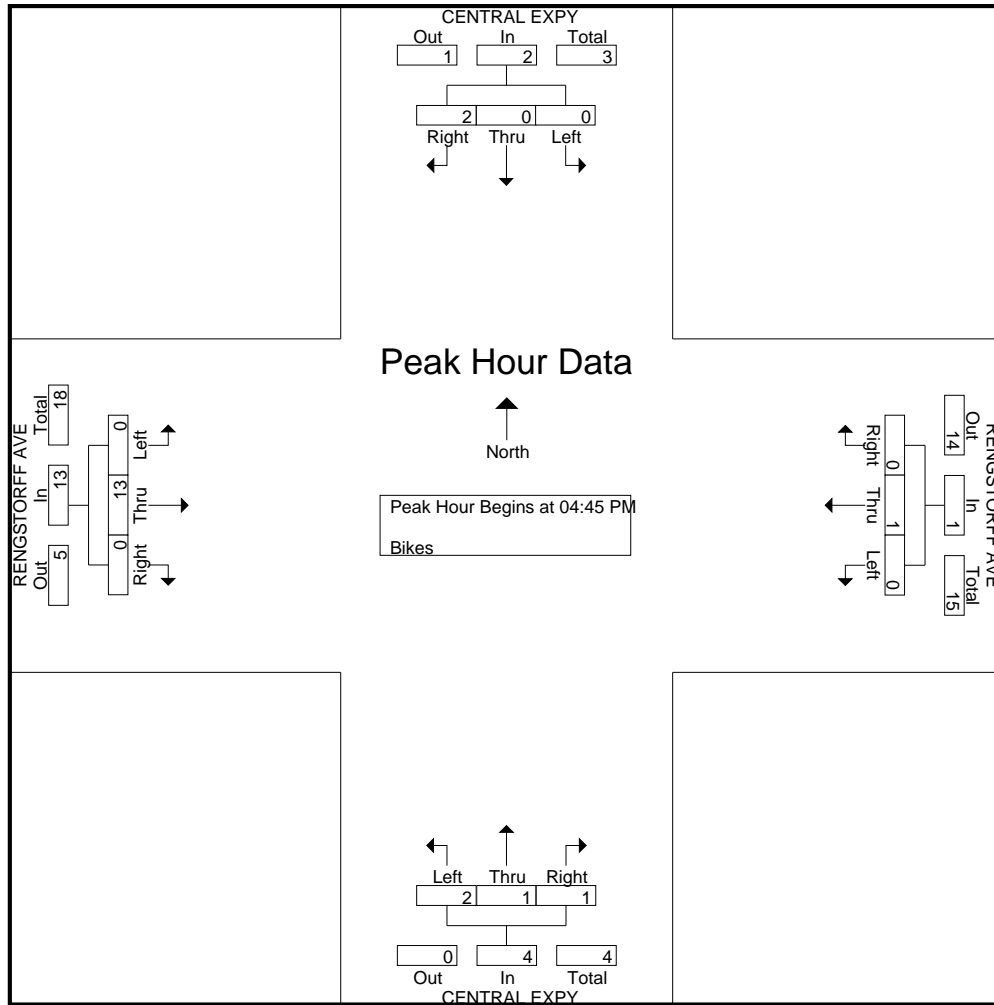 CENTRAL EXPY
Out In Total
1 2 3
2 0 0
Right Thru Left
Peak Hour Data
North
Peak Hour Begins at 04:45 PM
Bikes
RENGSTORFF AVE
Total In Out
18 13 5
0 13 0
Left Thru Right
RENGSTORFF AVE
Out In Total
14 1 15
0 1 0
Right Thru Left
Left Thru Right
2 1 1
0 4 4
Out In Total
CENTRAL EXPY